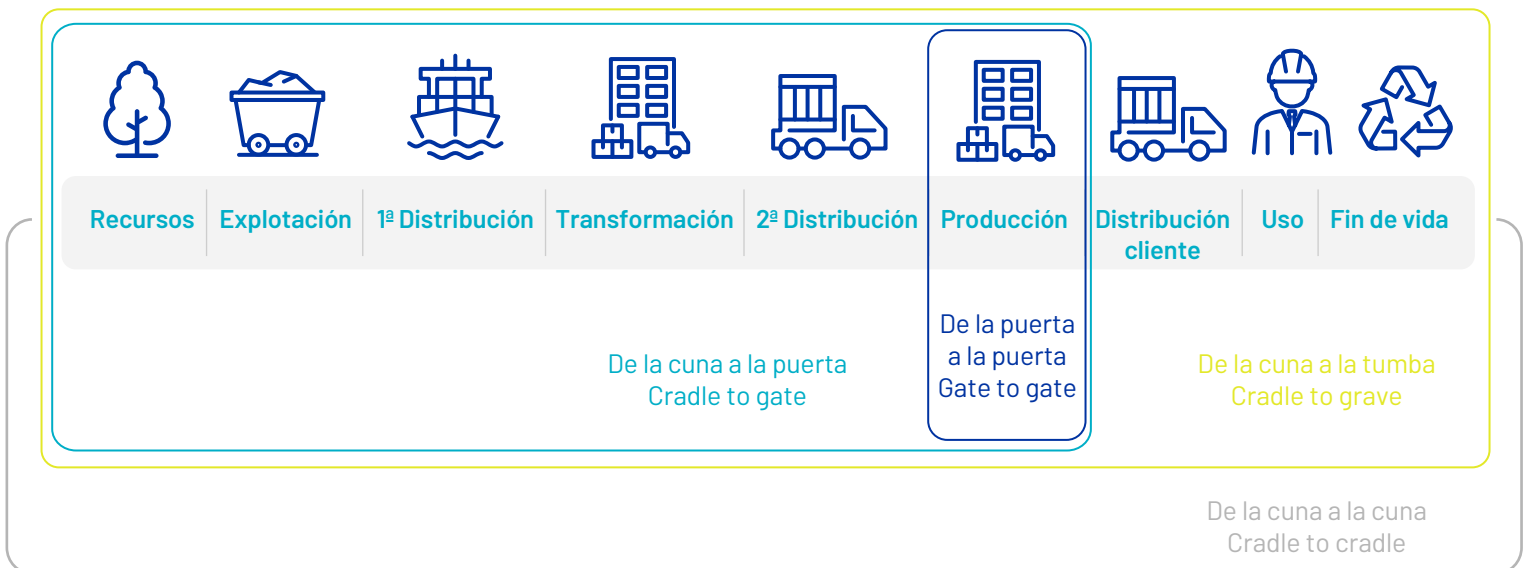 Recursos
Explotación
1ª Distribución
Transformación
2ª Distribución
Producción
Distribución
cliente
Uso
Fin de vida
De la cuna a la puerta
Cradle to gate
De la puerta
a la puerta
Gate to gate
De la cuna a la tumba
Cradle to grave
De la cuna a la cuna
Cradle to cradle